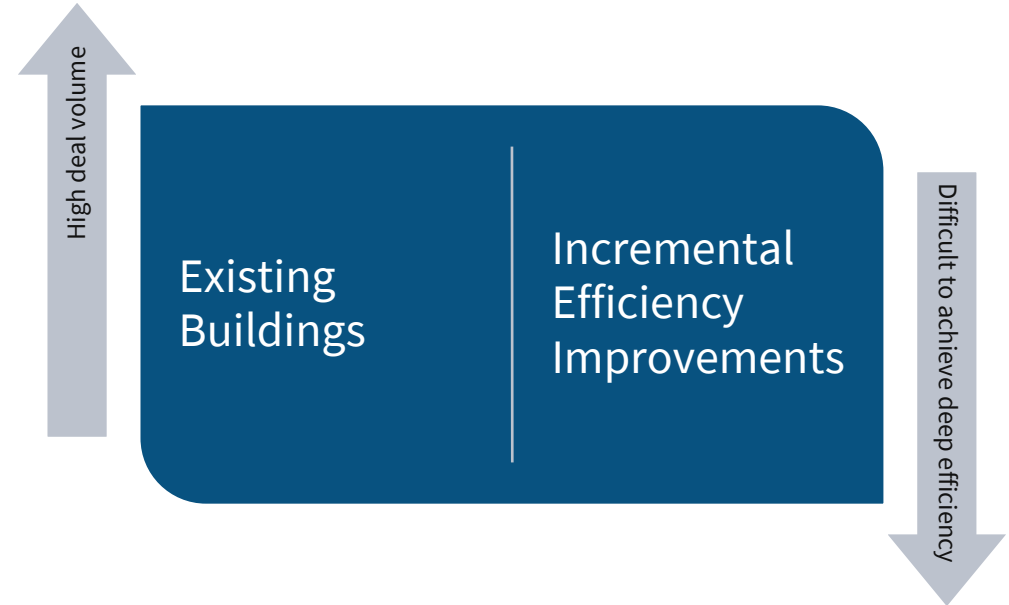 High deal volume
Existing
Buildings
Incremental
Efficiency
Improvements
Difficult to achieve deep efficiency